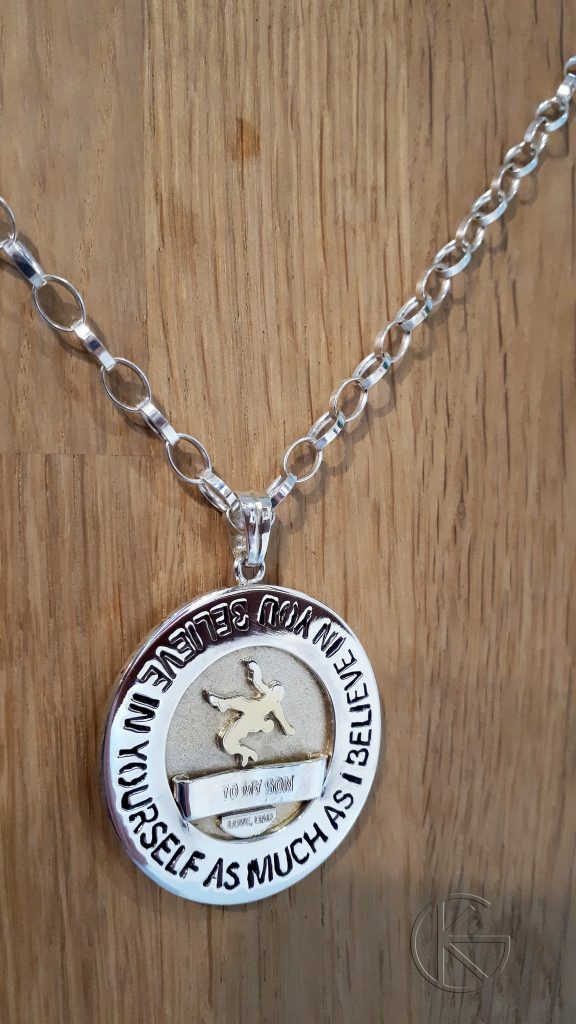 BELIEVE IN YOURSELF AS MUCH AS I BELIEVE IN YOU
TO MY SON
LOVE, DAD